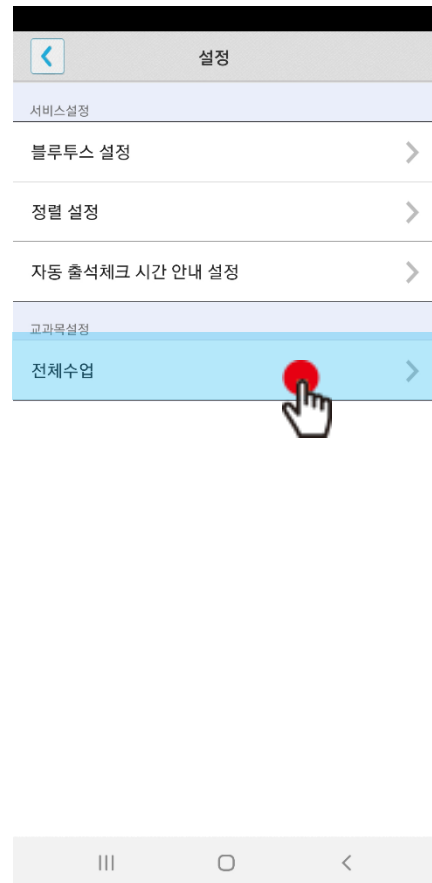 설정
서비스설정
블루투스 설정
정렬 설정
자동 출석체크 시간 안내 설정
교과목설정
전체수업